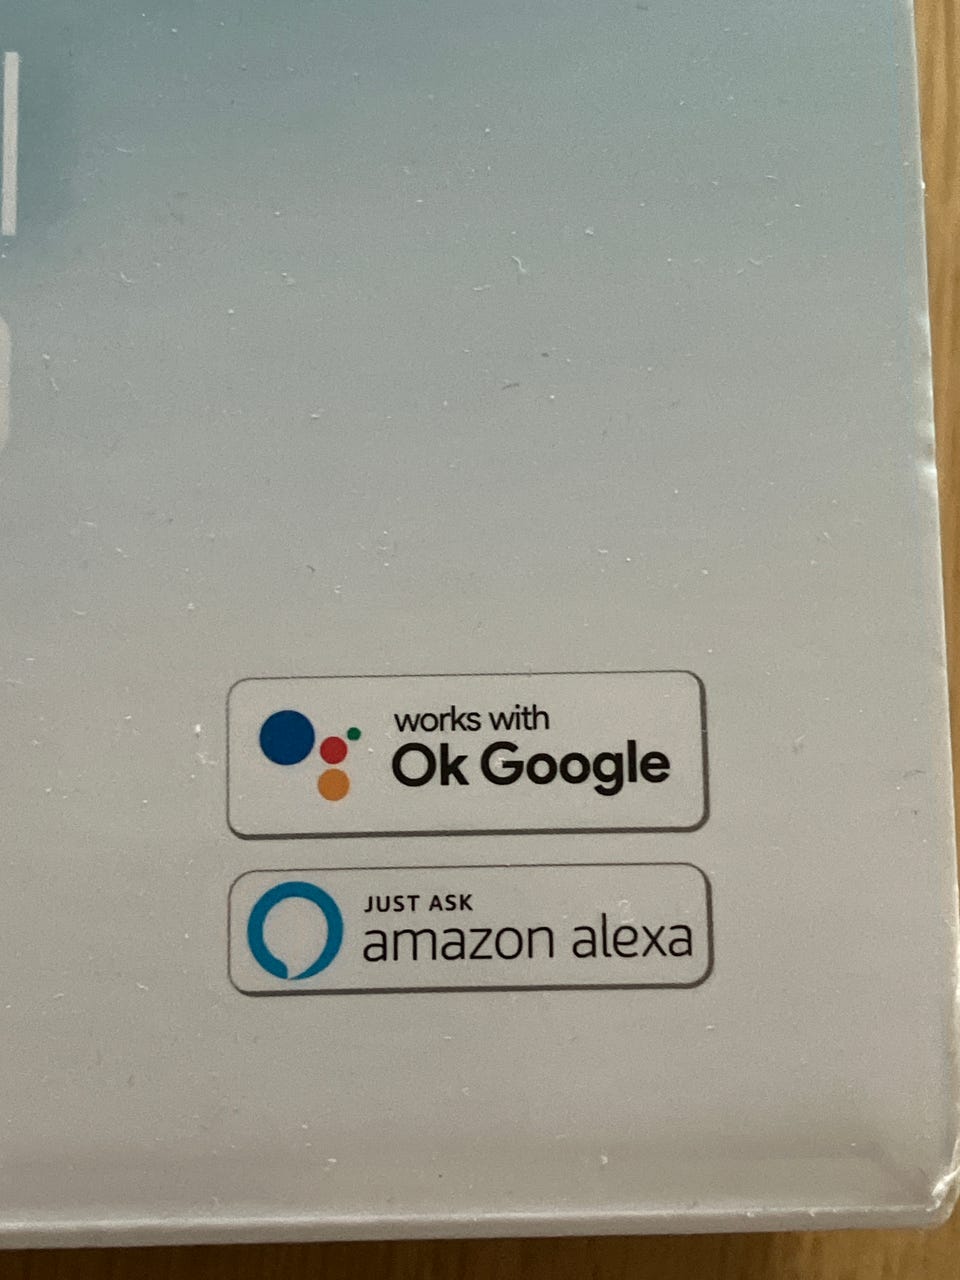 works with
Ok Google
JUST ASK
amazon alexa